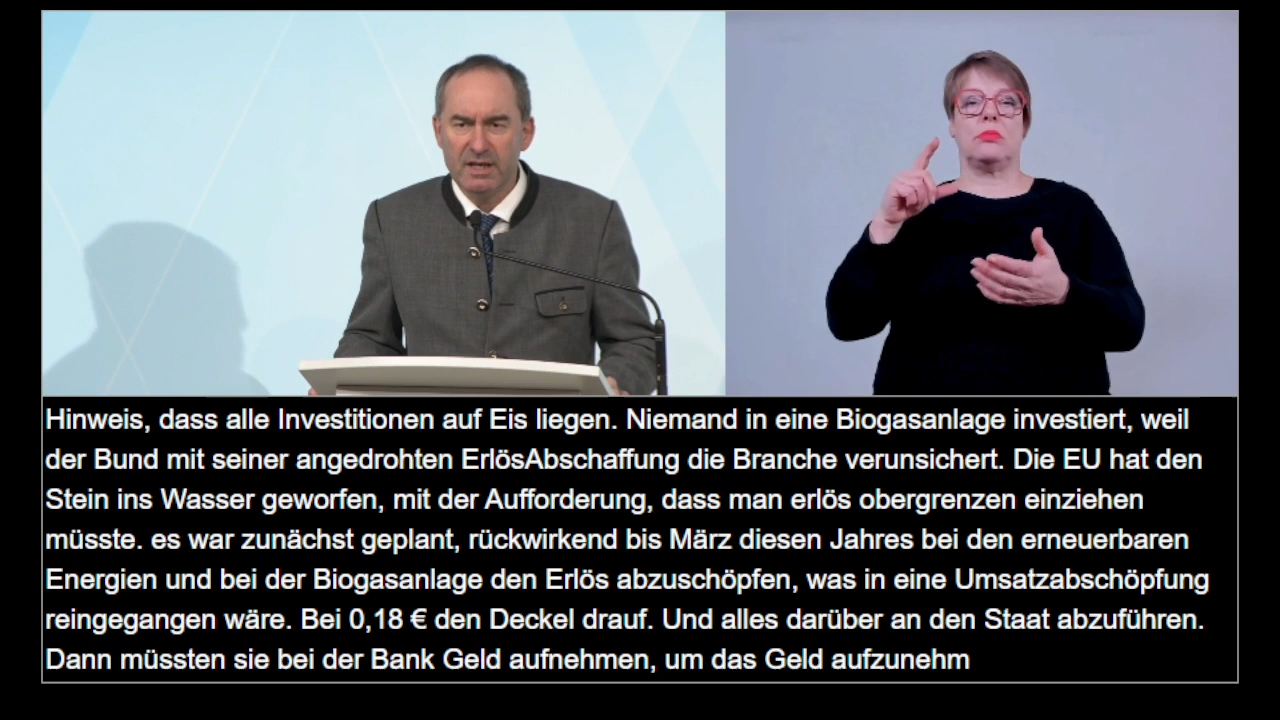 Hinweis, dass alle Investitionen auf Eis liegen. Niemand in eine Biogasanlage investiert, weil
der Bund mit seiner angedrohten ErlösAbschaffung die Branche verunsichert. Die EU hat den
Stein ins Wasser geworfen, mit der Aufforderung, dass man erlös obergrenzen einziehen
müsste. es war zunächst geplant, rückwirkend bis März diesen Jahres bei den erneuerbaren
Energien und bei der Biogasanlage den Erlös abzuschöpfen, was in eine Umsatzabschöpfung
reingegangen wäre. Bei 0,18 € den Deckel drauf. Und alles darüber an den Staat abzuführen.
Dann müssten sie bei der Bank Geld aufnehmen, um das Geld aufzunehm